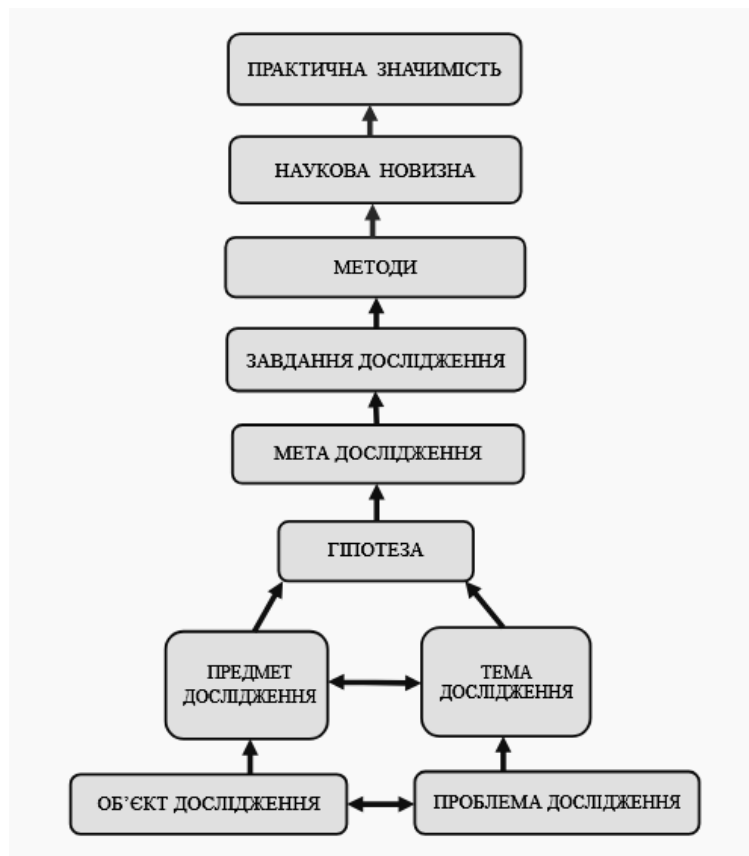 ПРАКТИЧНА ЗНАЧИМІСТЬ
НАУКОВА НОВИЗНА
МЕТОДИ
ЗАВДАННЯ ДОСЛІДЖЕННЯ
МЕТА ДОСЛІДЖЕННЯ
ГІПОТЕЗА
ПРЕДМЕТ
ДОСЛІДЖЕННЯ
ТЕМА
ДОСЛІДЖЕННЯ
ОБ’ЄКТ ДОСЛІДЖЕННЯ
ПРОБЛЕМА ДОСЛІДЖЕННЯ